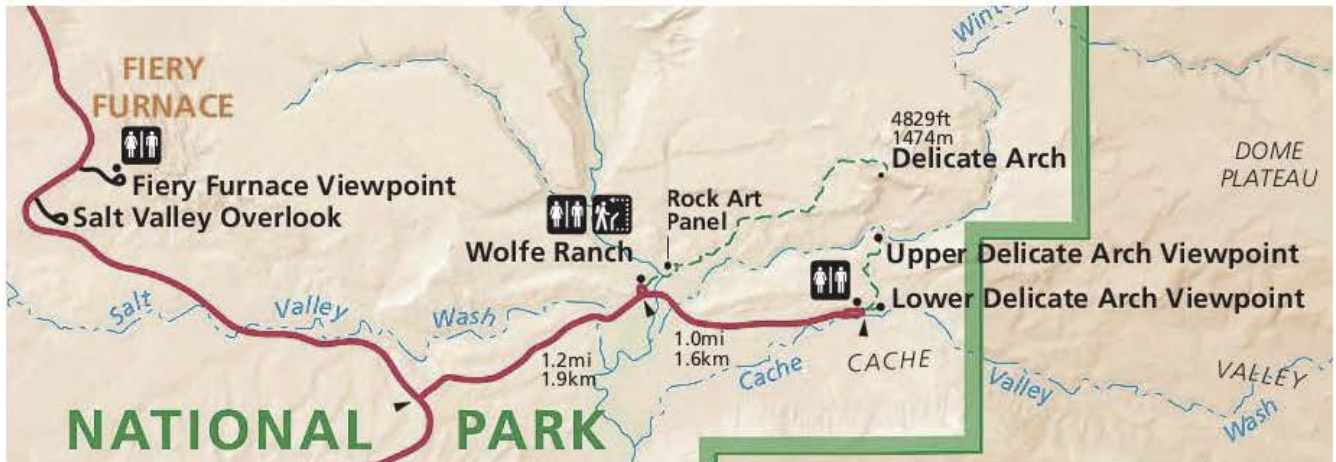 Wint
FIERY
FURNACE
4829ft
1474m
Delicate Arch
DOME
PLATEAU
Fiery Furnace Viewpoint
Salt Valley Overlook
Rock Art
Panel
Wolfe Ranch
Upper Delicate Arch Viewpoint
Lower Delicate Arch Viewpoint
Salt Valley Wash
1.2mi
1.9km
1.0mi
1.6km
Cache Valley Wash
CACHE VALLEY
NATIONAL PARK